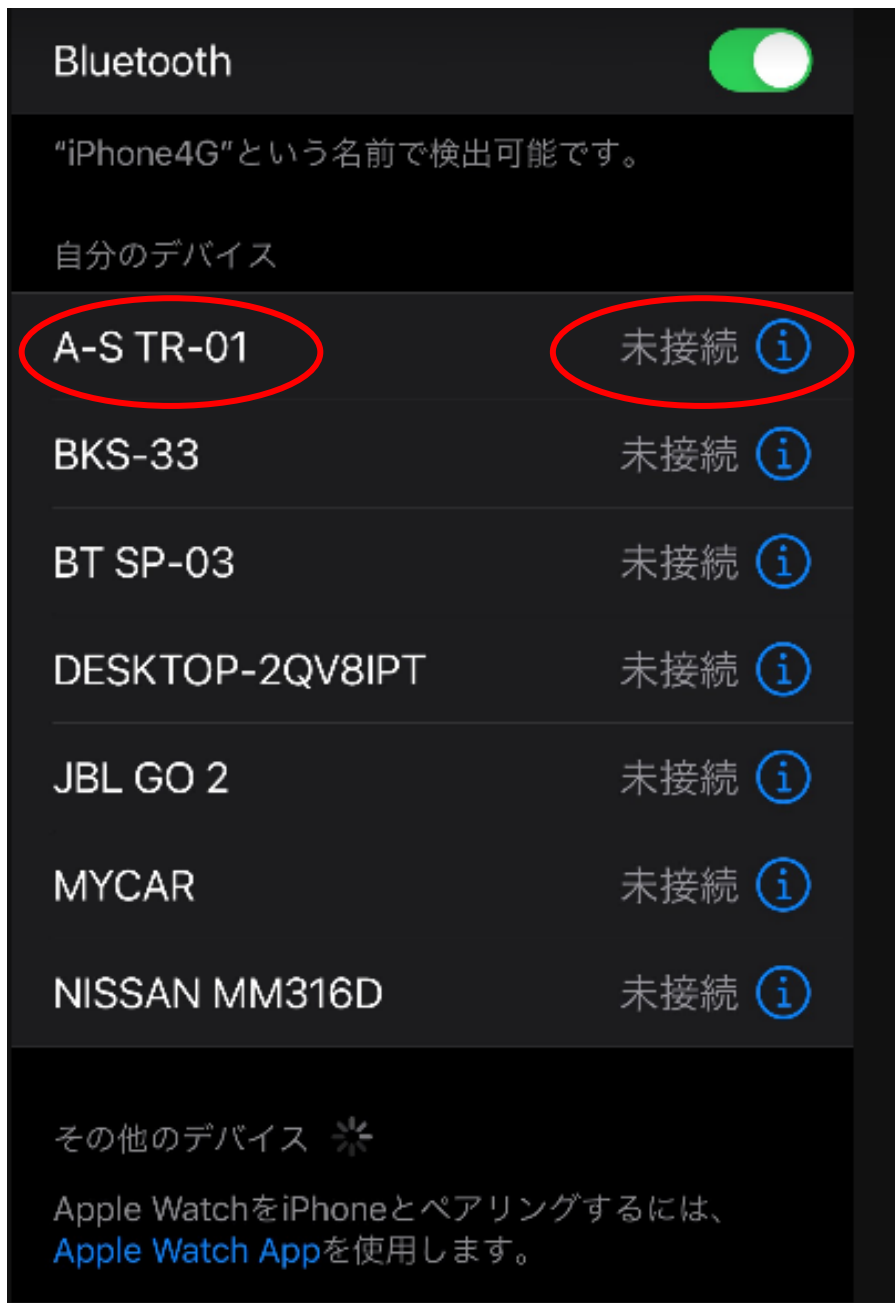 Bluetooth
“iPhone4G”という名前で検出可能です。
自分のデバイス
A-S TR-01 未接続
BKS-33 未接続
BT SP-03 未接続
DESKTOP-2QV8IPT 未接続
JBL GO 2 未接続
MYCAR 未接続
NISSAN MM316D 未接続
その他のデバイス
Apple WatchをiPhoneとペアリングするには、
Apple Watch Appを使用します。